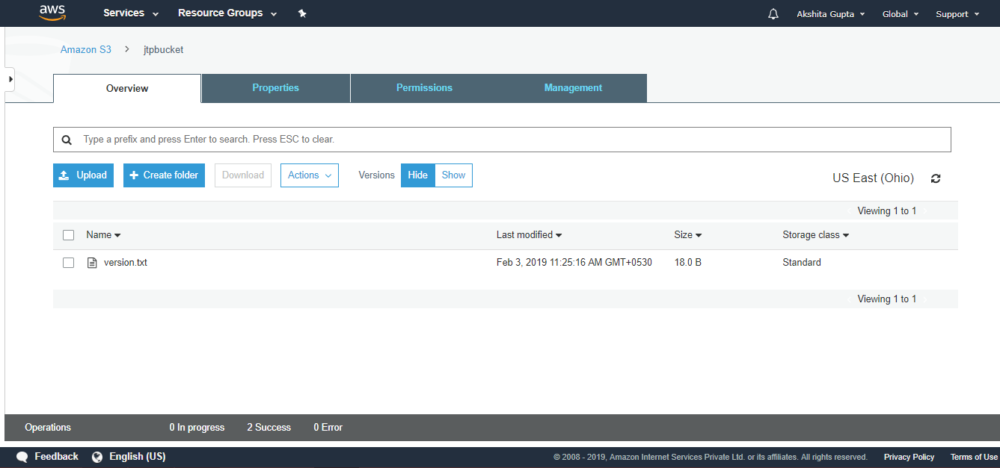 aws Services Resource Groups Akshita Gupta Global Support
Amazon S3 jtpbucket
Overview Properties Permissions Management
Type a prefix and press Enter to search. Press ESC to clear.
Upload Create folder Download Actions Versions Hide Show
US East (Ohio)
Viewing 1 to 1
Name Last modified Size Storage class
version.txt Feb 3, 2019 11:25:16 AM GMT+0530 18.0 B Standard
Viewing 1 to 1
Operations 0 In progress 2 Success 0 Error
Feedback English (US) © 2008 - 2019, Amazon Internet Services Private Ltd. or its affiliates. All rights reserved. Privacy Policy Terms of Use